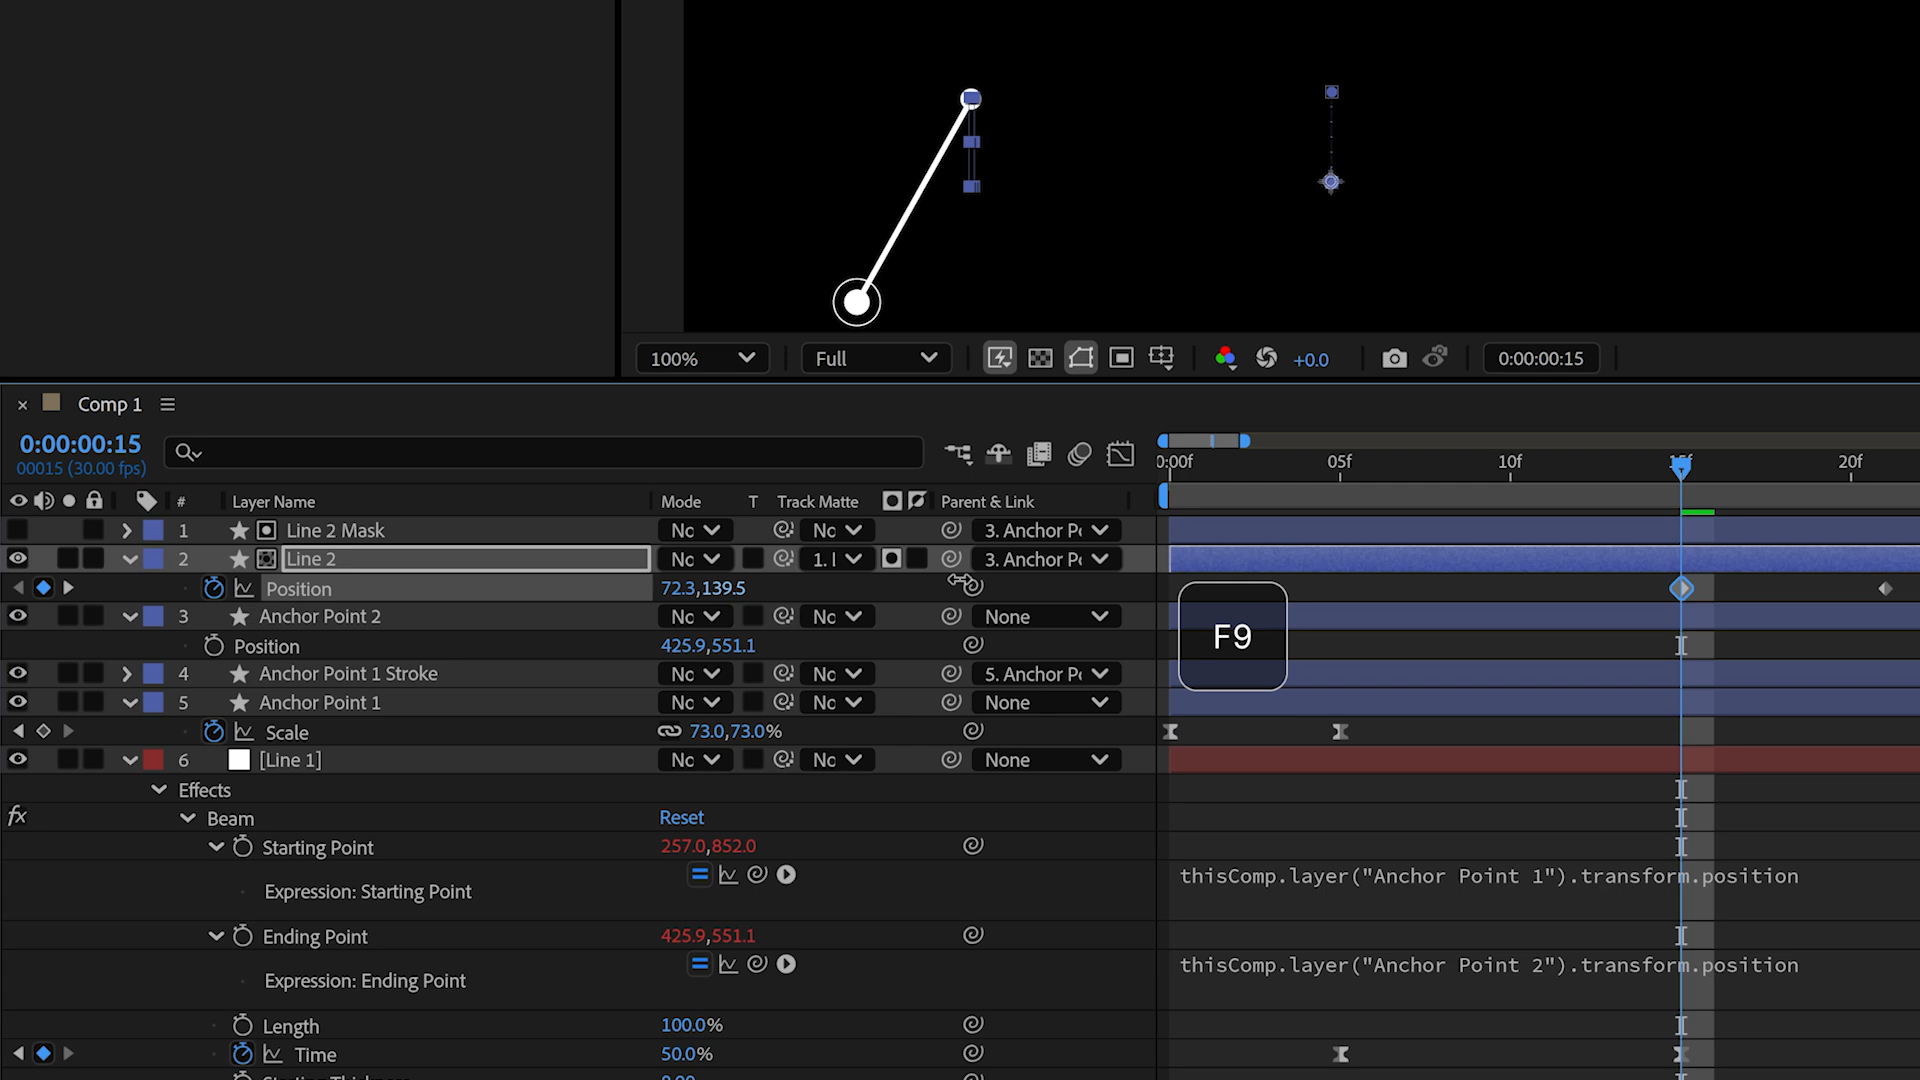 100% Full +0.0 0:00:00:15
× Comp 1
0:00:00:15
00015 (30.00 fps)
0:00f 05f 10f 15f 20f
# Layer Name Mode T Track Matte Parent & Link
1 Line 2 Mask Nc Nc 3. Anchor P
2 Line 2 Nc 1. I 3. Anchor P
Position 72.3,139.5
3 Anchor Point 2 Nc Nc None
F9
Position 425.9,551.1
4 Anchor Point 1 Stroke Nc Nc 5. Anchor P
5 Anchor Point 1 Nc Nc None
Scale 73.0,73.0%
6 [Line 1] Nc Nc None
Effects
fx Beam Reset
Starting Point 257.0,852.0
Expression: Starting Point thisComp.layer("Anchor Point 1").transform.position
Ending Point 425.9,551.1
Expression: Ending Point thisComp.layer("Anchor Point 2").transform.position
Length 100.0%
Time 50.0%